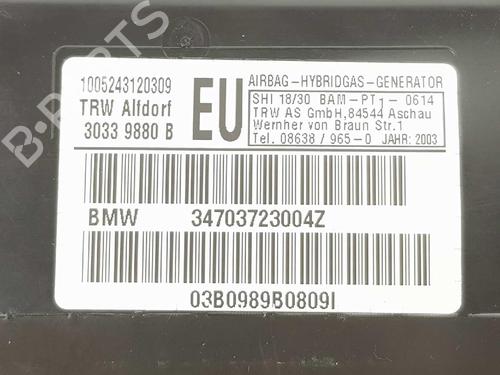 B-PARTS
1005243120309
TRW Alfdorf
3033 9880 B
EU
AIRBAG-HYBRIDGAS-GENERATOR
SHI 18/30 BAM-PT1- 0614
TRW AS GmbH,84544 Aschau
Wernher von Braun Str.1
Tel. 08638 / 965-0 JAHR: 2003
BMW 34703723004Z
03B0989B0809I